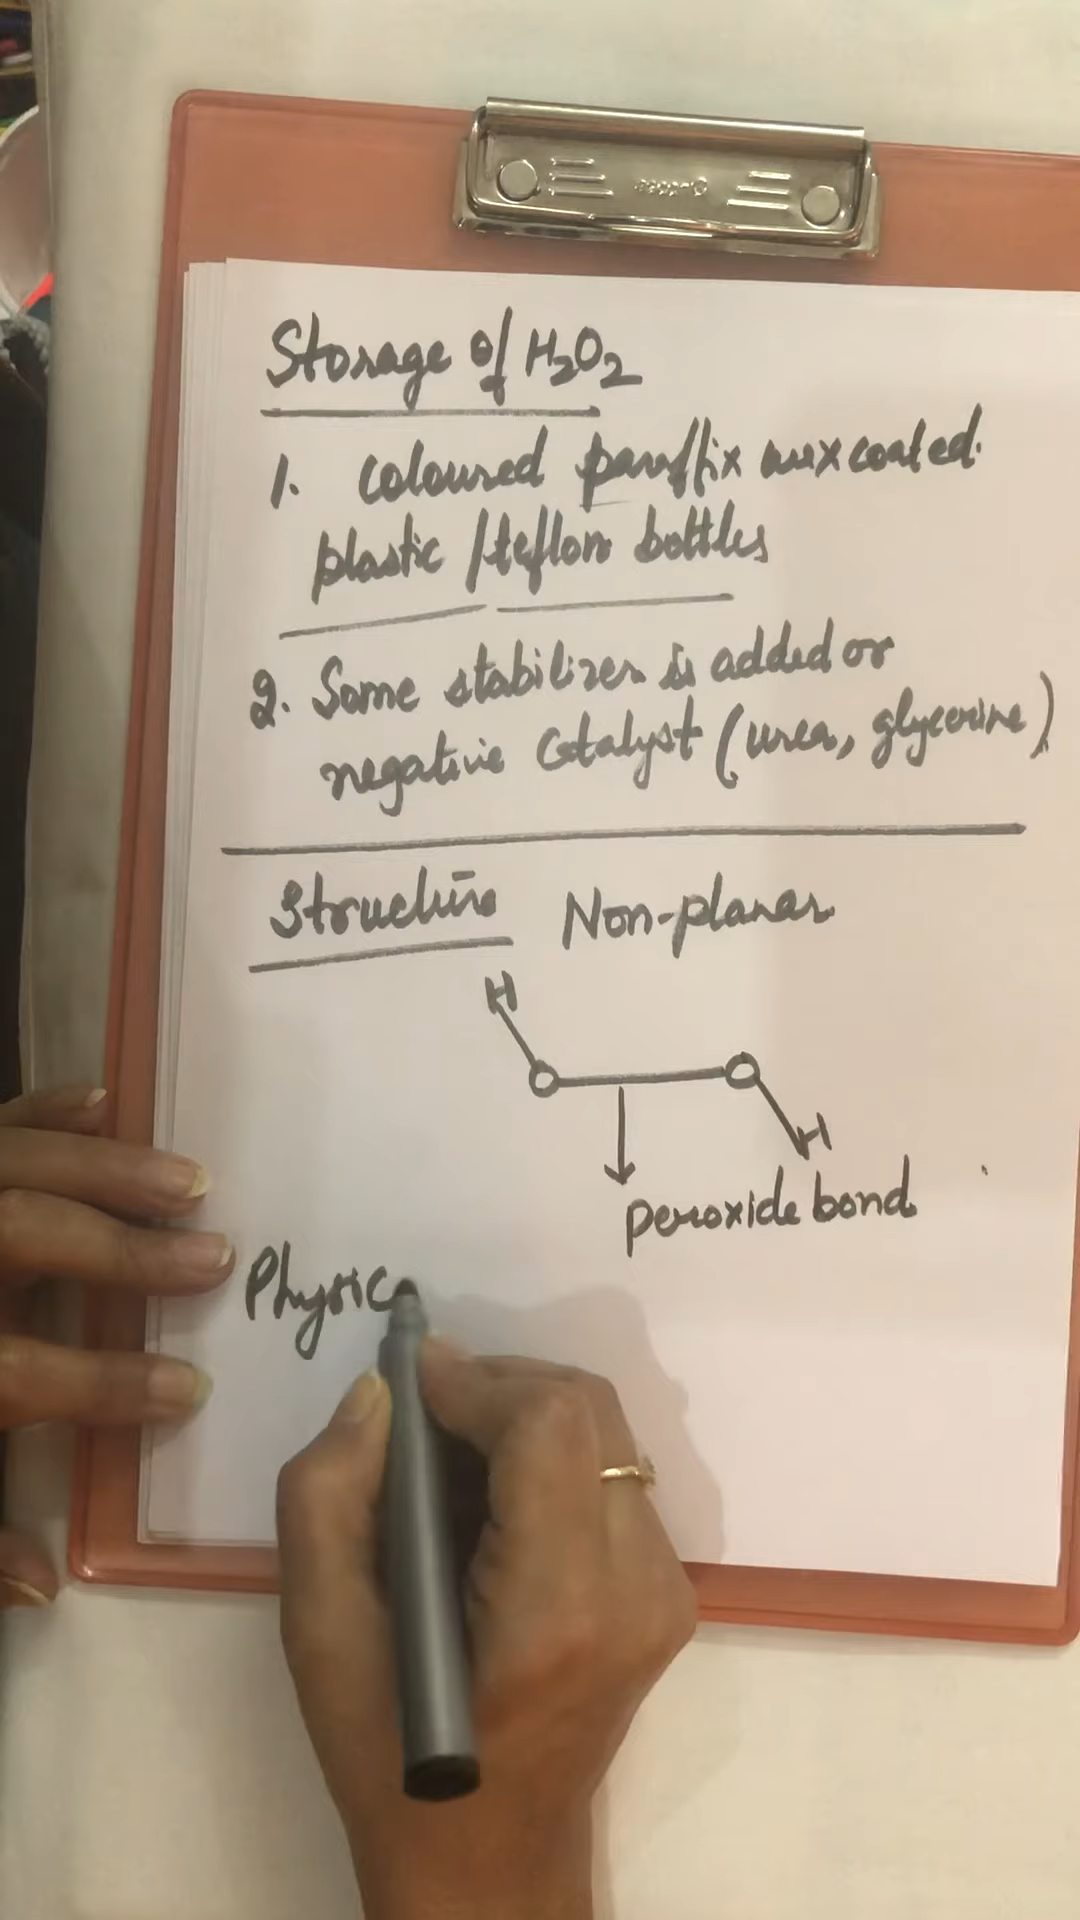 Storage of H₂O₂
1. Coloured paraffix wax coated
plastic / teflon bottles
2. Some stabilizer is added or
negative catalyst (urea, glycerine)
Structure Non-planar
H
O O
H
peroxide bond
Physic